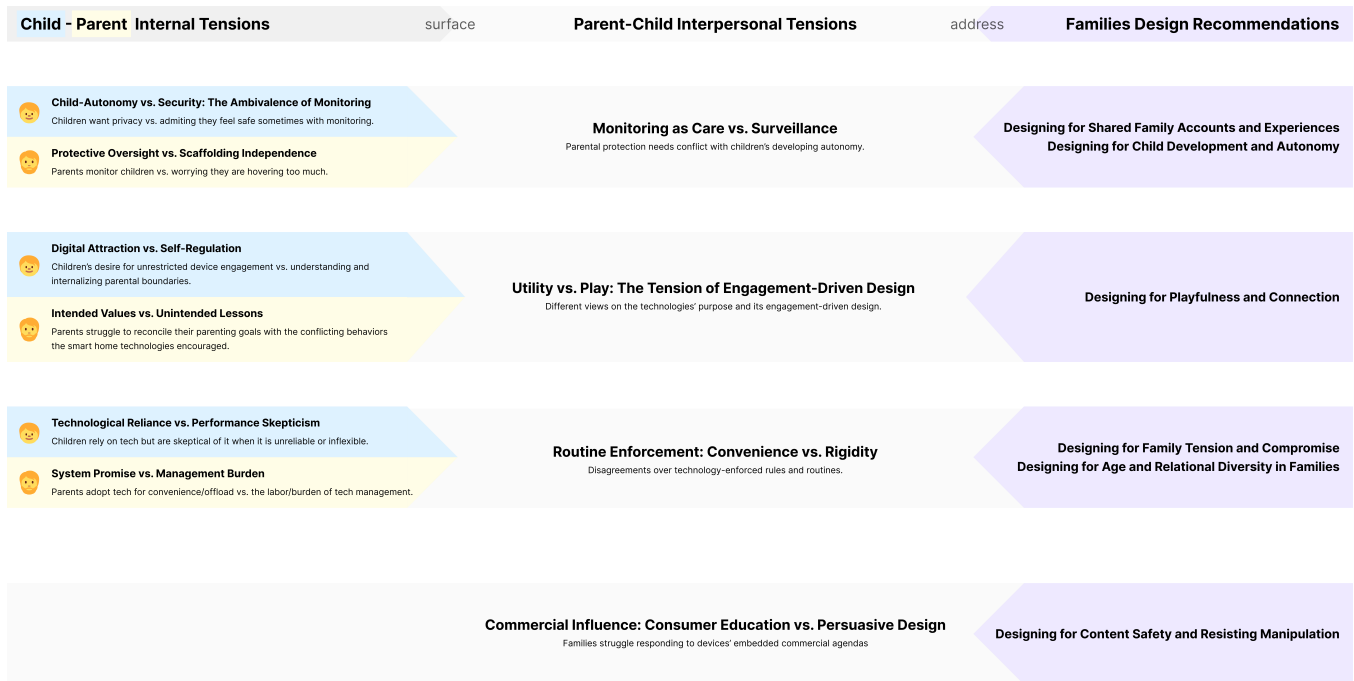 Child - Parent Internal Tensions
surface
Parent-Child Interpersonal Tensions
address
Families Design Recommendations
Child-Autonomy vs. Security: The Ambivalence of Monitoring
Children want privacy vs. admiting they feel safe sometimes with monitoring.
Protective Oversight vs. Scaffolding Independence
Parents monitor children vs. worrying they are hovering too much.
Monitoring as Care vs. Surveillance
Parental protection needs conflict with children's developing autonomy.
Designing for Shared Family Accounts and Experiences
Designing for Child Development and Autonomy
Digital Attraction vs. Self-Regulation
Children's desire for unrestricted device engagement vs. understanding and
internalizing parental boundaries.
Intended Values vs. Unintended Lessons
Parents struggle to reconcile their parenting goals with the conflicting behaviors
the smart home technologies encouraged.
Utility vs. Play: The Tension of Engagement-Driven Design
Different views on the technologies' purpose and its engagement-driven design.
Designing for Playfulness and Connection
Technological Reliance vs. Performance Skepticism
Children rely on tech but are skeptical of it when it is unreliable or inflexible.
System Promise vs. Management Burden
Parents adopt tech for convenience/offload vs. the labor/burden of tech management.
Routine Enforcement: Convenience vs. Rigidity
Disagreements over technology-enforced rules and routines.
Designing for Family Tension and Compromise
Designing for Age and Relational Diversity in Families
Commercial Influence: Consumer Education vs. Persuasive Design
Families struggle responding to devices' embedded commercial agendas
Designing for Content Safety and Resisting Manipulation